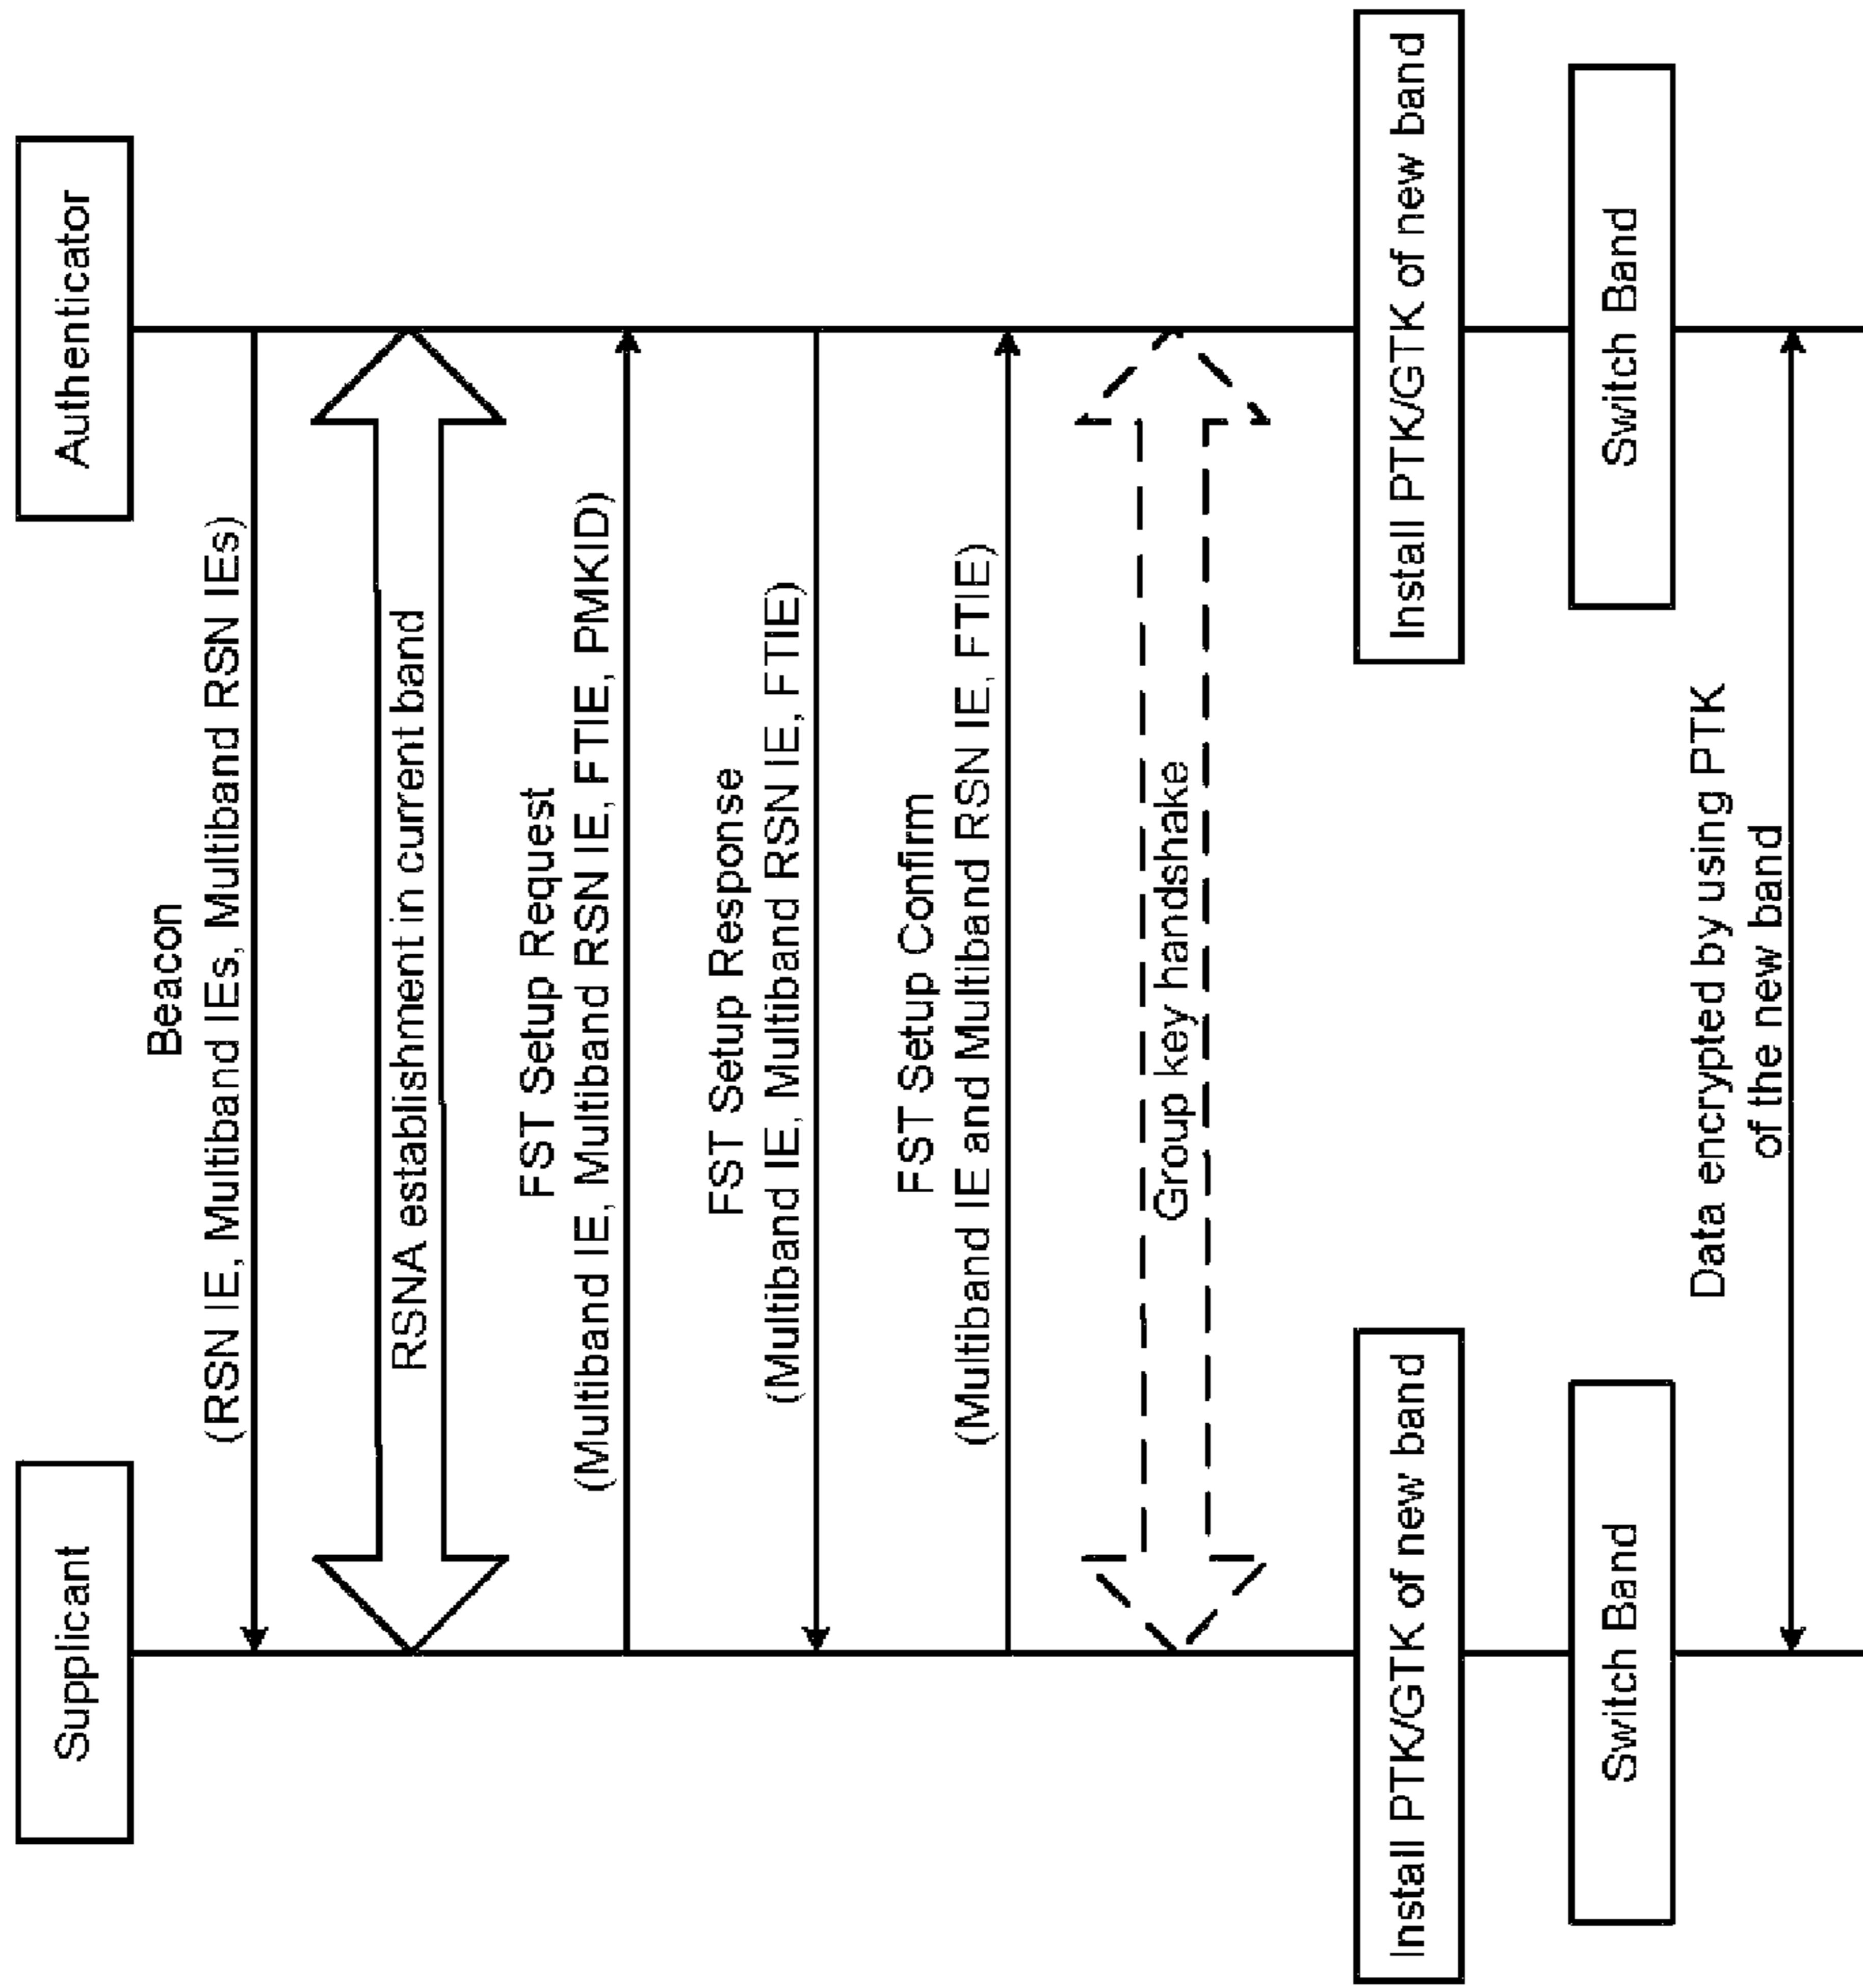 Supplicant
Authenticator
Beacon
(RSN IE, Multiband IEs, Multiband RSN IEs)
RSNA establishment in current band
FST Setup Request
(Multiband IE, Multiband RSN IE, FTIE, PMKID)
FST Setup Response
(Multiband IE, Multiband RSN IE, FTIE)
FST Setup Confirm
(Multiband IE and Multiband RSN IE, FTIE)
Group key handshake
Install PTK/GTK of new band
Install PTK/GTK of new band
Switch Band
Switch Band
Data encrypted by using PTK
of the new band